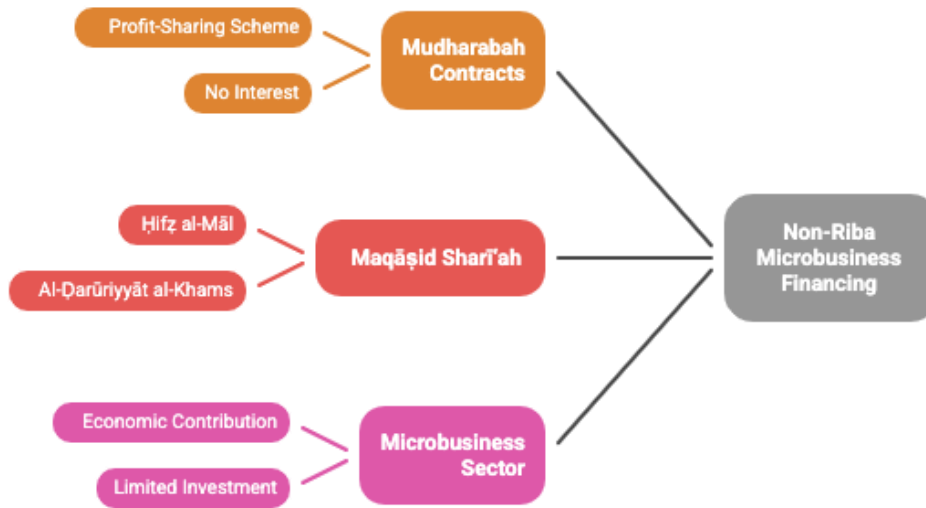 Profit-Sharing Scheme
No Interest
Mudharabah
Contracts
Ḥifẓ al-Māl
Al-Ḍarūriyyāt al-Khams
Maqāṣid Sharī'ah
Economic Contribution
Limited Investment
Microbusiness
Sector
Non-Riba
Microbusiness
Financing